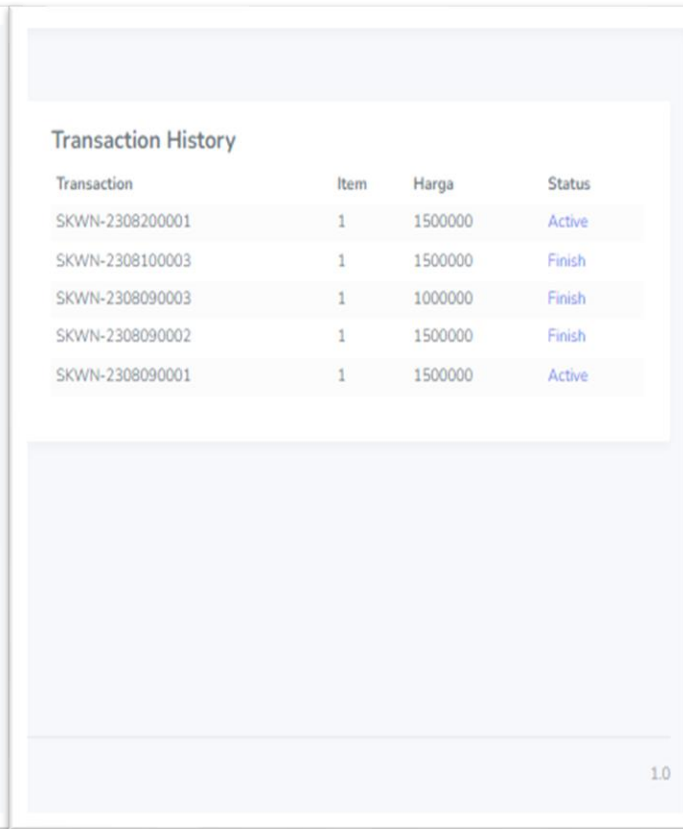 Transaction History
Transaction Item Harga Status
SKWN-2308200001 1 1500000 Active
SKWN-2308100003 1 1500000 Finish
SKWN-2308090003 1 1000000 Finish
SKWN-2308090002 1 1500000 Finish
SKWN-2308090001 1 1500000 Active
1.0